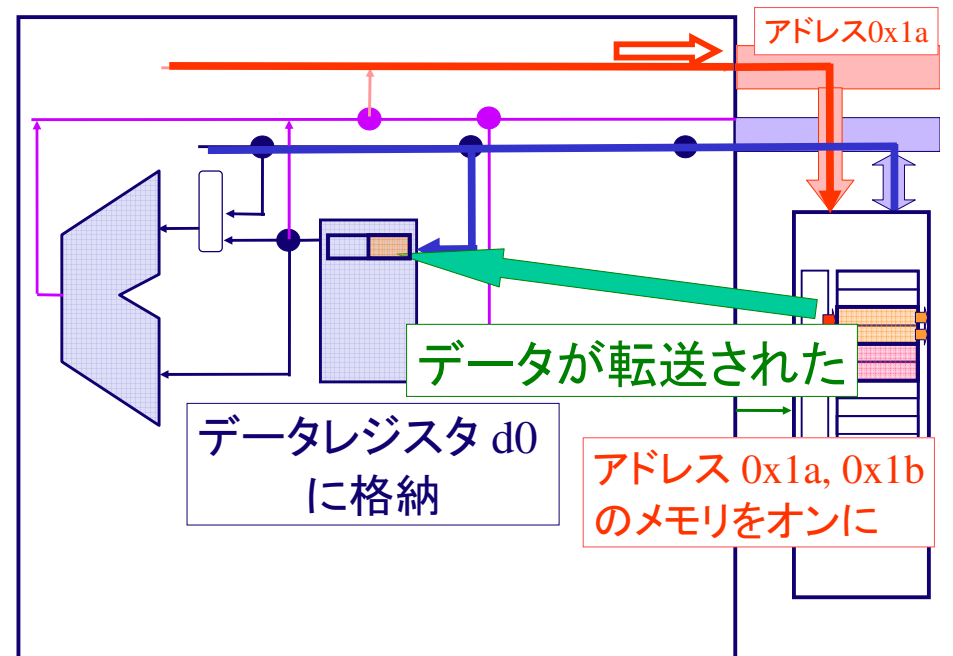 アドレス0x1a
データが転送された
データレジスタ d0
に格納
アドレス 0x1a, 0x1b
のメモリをオンに